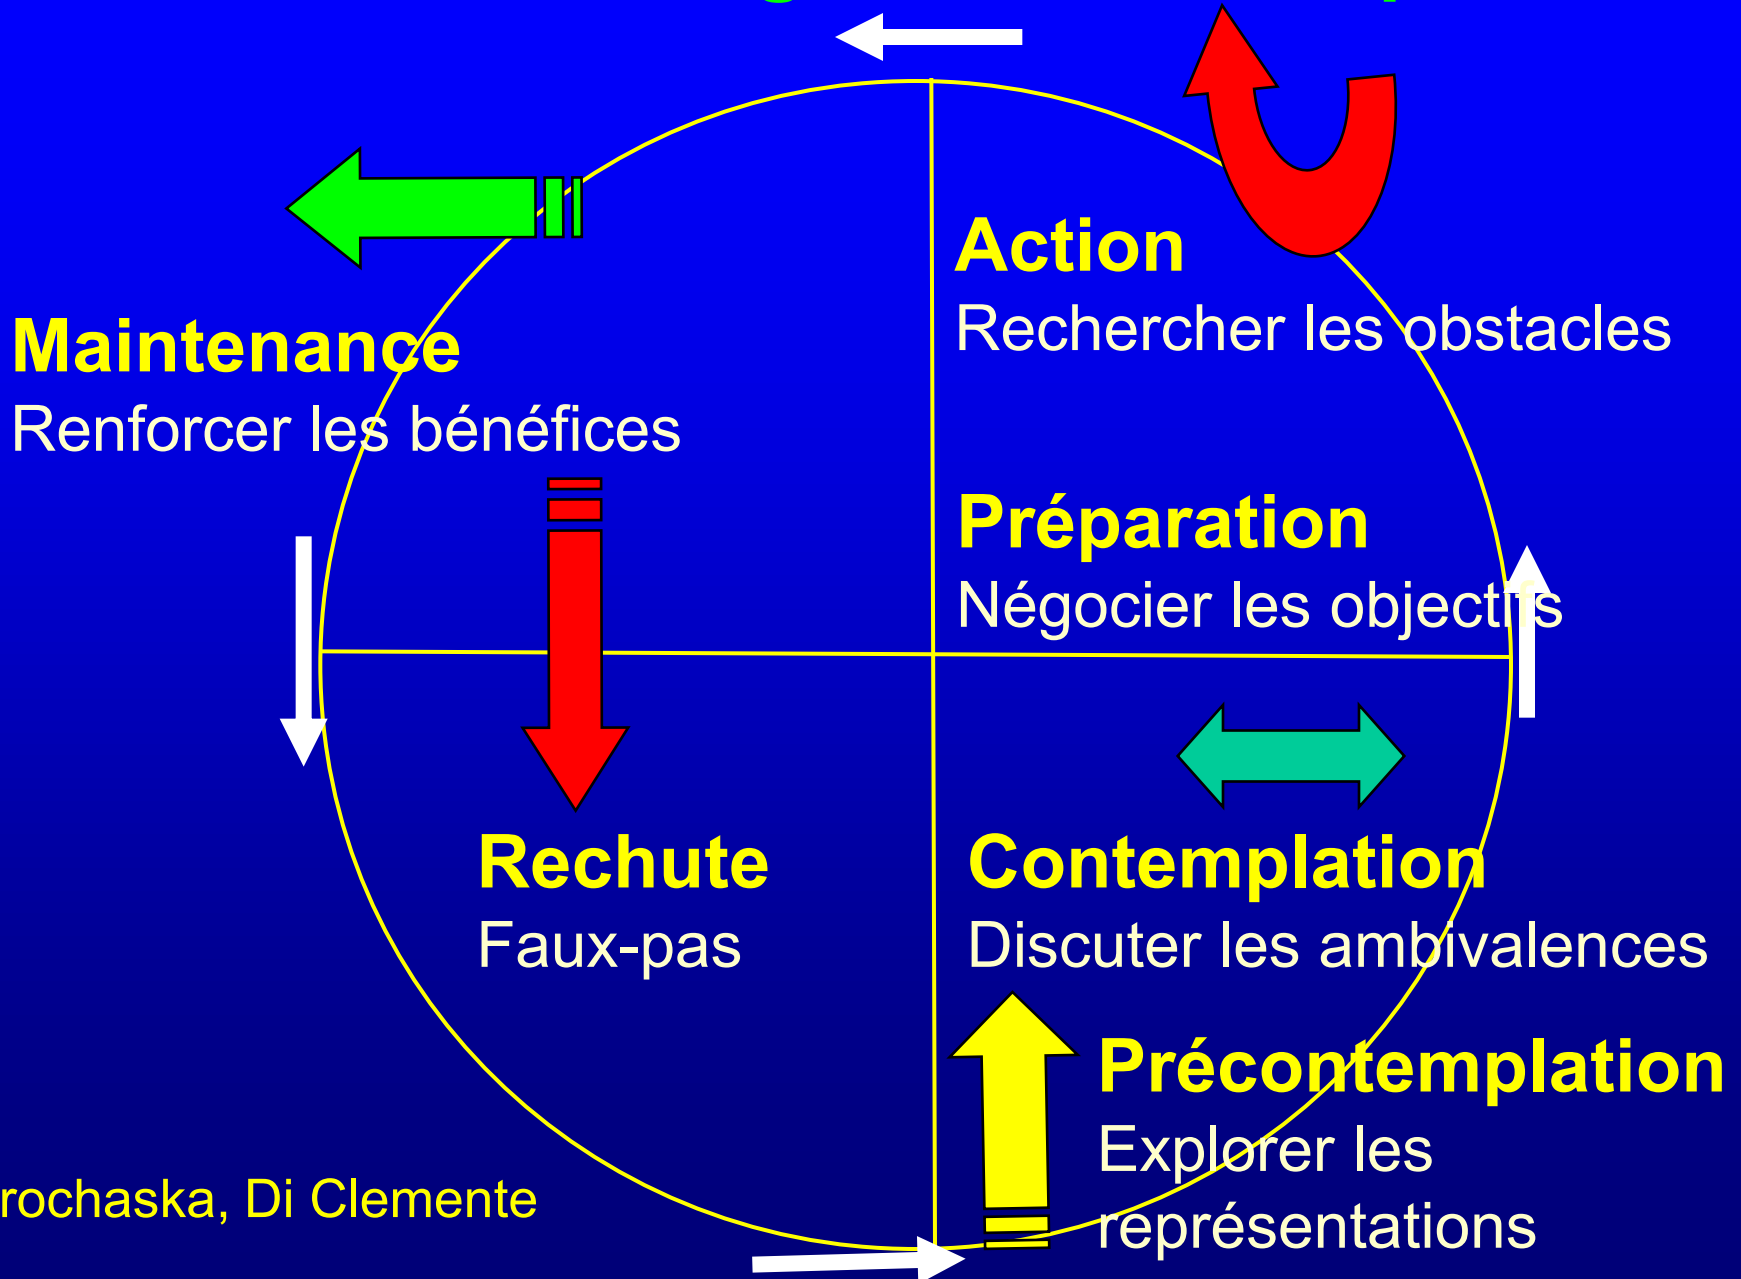 Action
Rechercher les obstacles
Maintenance
Renforcer les bénéfices
Préparation
Négocier les objectifs
Rechute
Faux-pas
Contemplation
Discuter les ambivalences
Précontemplation
Explorer les
représentations
rochaska, Di Clemente